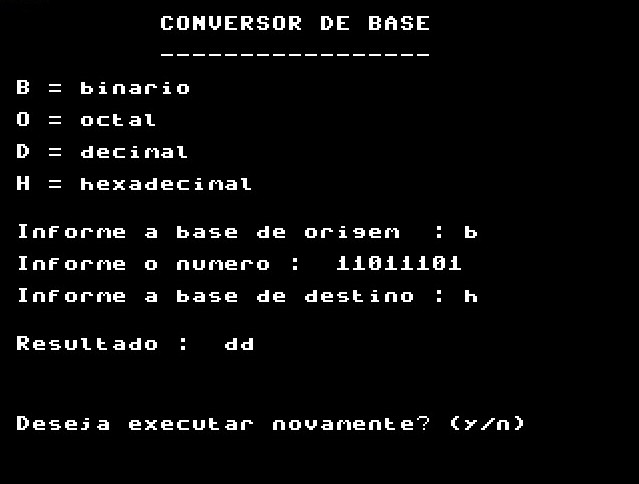 CONVERSOR DE BASE
-----------------
B = binario
O = octal
D = decimal
H = hexadecimal
Informe a base de origem : b
Informe o numero : 11011101
Informe a base de destino : h
Resultado : dd
Deseja executar novamente? (y/n)